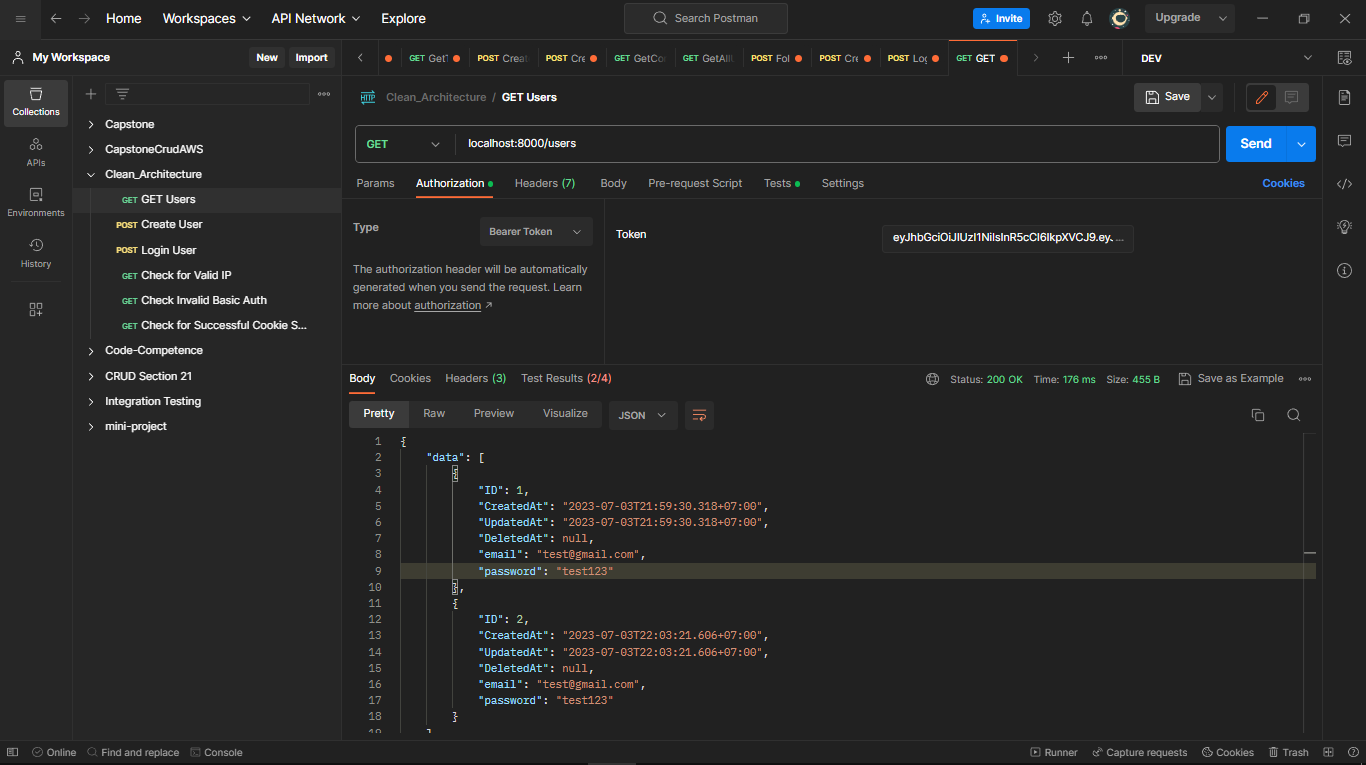 Home Workspaces API Network Explore Search Postman Invite Upgrade
My Workspace New Import
GET GetT POST Creat POST Cre GET GetCo GET GetAllU POST Fol POST Cre POST Log GET GET DEV
HTTP Clean_Architecture / GET Users Save
GET localhost:8000/users Send
Params Authorization Headers (7) Body Pre-request Script Tests Settings Cookies
Collections
APIs
Environments
History
Capstone
CapstoneCrudAWS
Clean_Architecture
GET GET Users
POST Create User
POST Login User
GET Check for Valid IP
GET Check Invalid Basic Auth
GET Check for Successful Cookie S...
Code-Competence
CRUD Section 21
Integration Testing
mini-project
Type Bearer Token
The authorization header will be automatically
generated when you send the request. Learn
more about authorization ↗
Token eyJhbGciOiJIUzI1NiIsInR5cCI6IkpXVCJ9.eyJ...
Body Cookies Headers (3) Test Results (2/4) Status: 200 OK Time: 176 ms Size: 455 B Save as Example
Pretty Raw Preview Visualize JSON
1 {
2 "data": [
3 {
4 "ID": 1,
5 "CreatedAt": "2023-07-03T21:59:30.318+07:00",
6 "UpdatedAt": "2023-07-03T21:59:30.318+07:00",
7 "DeletedAt": null,
8 "email": "test@gmail.com",
9 "password": "test123"
10 },
11 {
12 "ID": 2,
13 "CreatedAt": "2023-07-03T22:03:21.606+07:00",
14 "UpdatedAt": "2023-07-03T22:03:21.606+07:00",
15 "DeletedAt": null,
16 "email": "test@gmail.com",
17 "password": "test123"
18 }
19 ]
Online Find and replace Console Runner Capture requests Cookies Trash